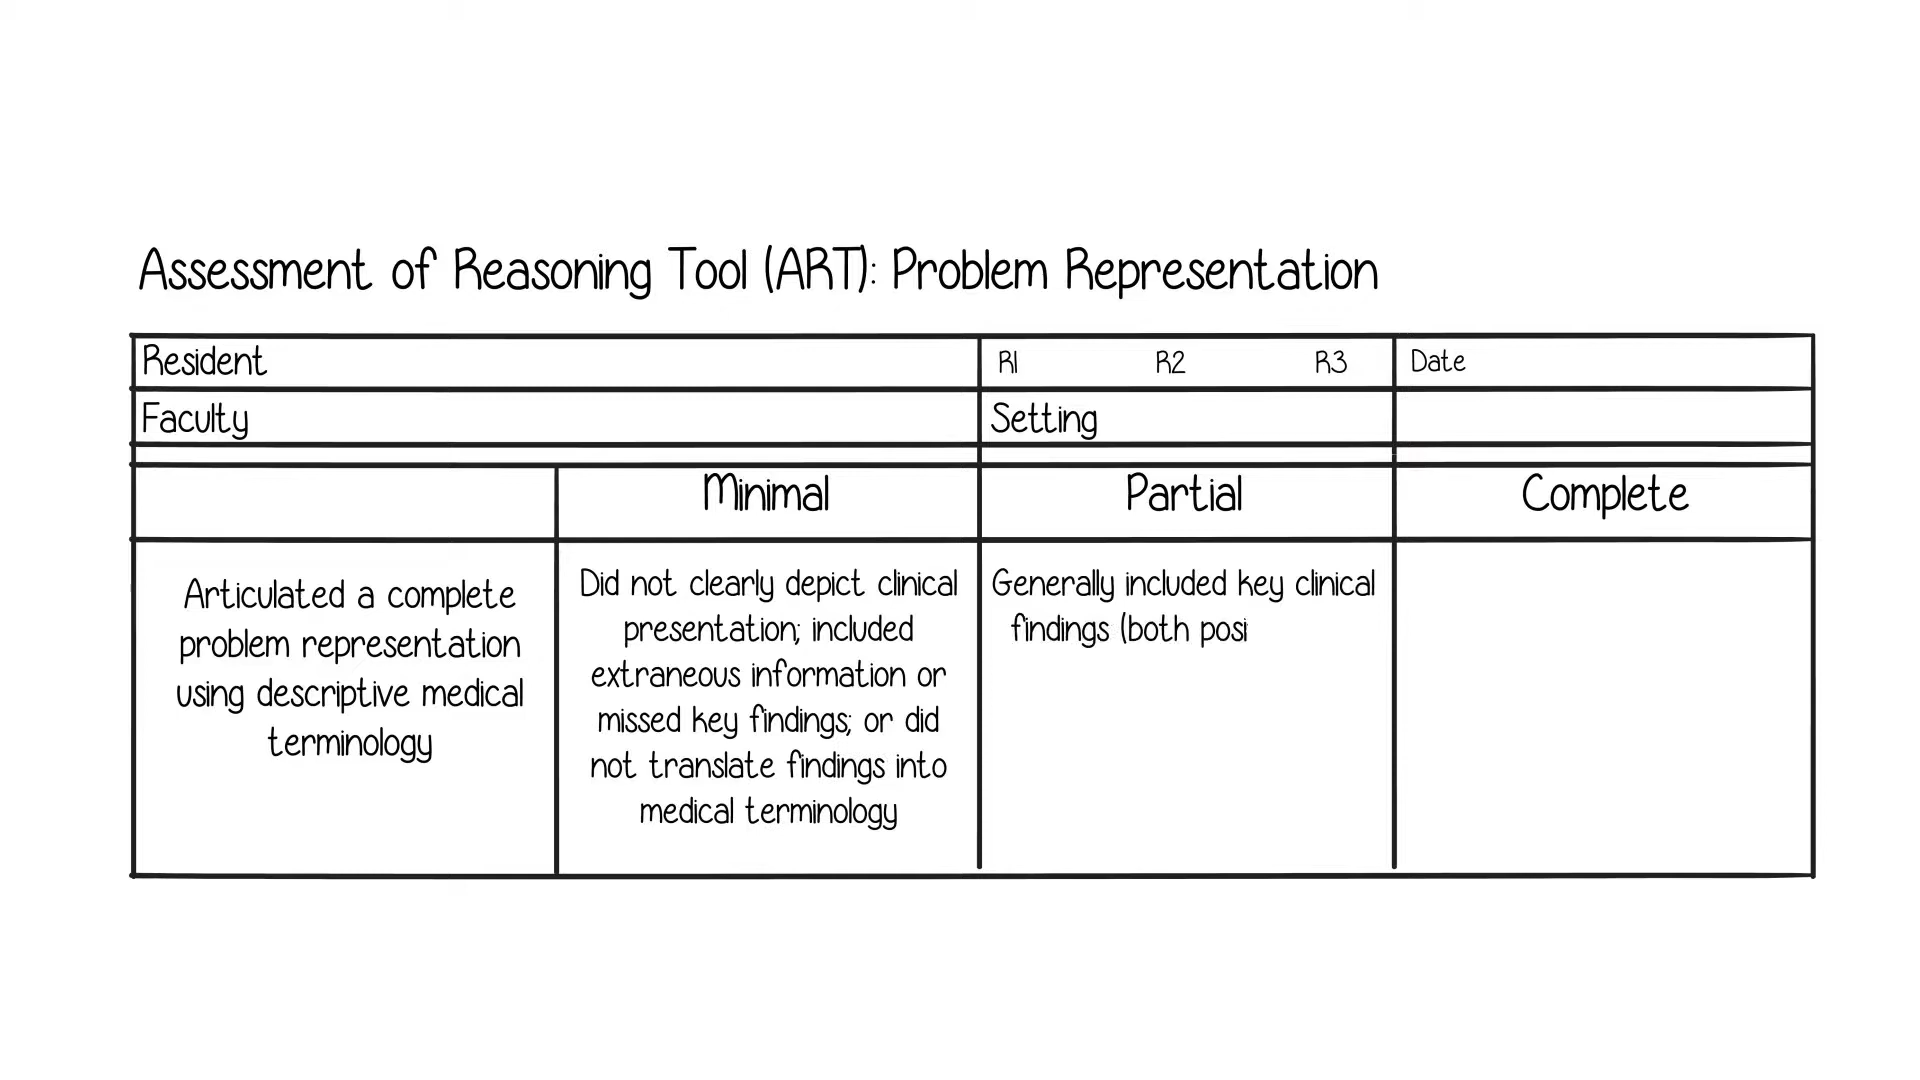 Assessment of Reasoning Tool (ART): Problem Representation
Resident
R1 R2 R3
Date
Faculty
Setting
Minimal
Partial
Complete
Articulated a complete
problem representation
using descriptive medical
terminology
Did not clearly depict clinical
presentation; included
extraneous information or
missed key findings; or did
not translate findings into
medical terminology
Generally included key clinical
findings (both posi